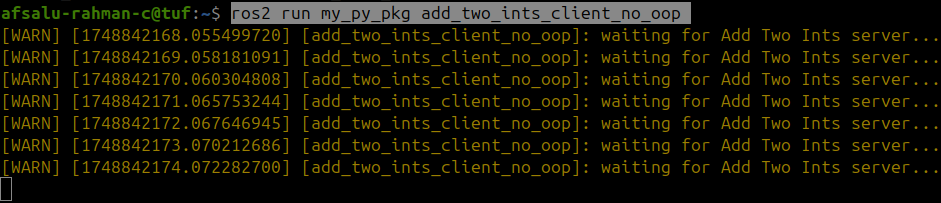 afsalu-rahman-c@tuf:~$ ros2 run my_py_pkg add_two_ints_client_no_oop
[WARN] [1748842168.055499720] [add_two_ints_client_no_oop]: waiting for Add Two Ints server...
[WARN] [1748842169.058181091] [add_two_ints_client_no_oop]: waiting for Add Two Ints server...
[WARN] [1748842170.060304808] [add_two_ints_client_no_oop]: waiting for Add Two Ints server...
[WARN] [1748842171.065753244] [add_two_ints_client_no_oop]: waiting for Add Two Ints server...
[WARN] [1748842172.067646945] [add_two_ints_client_no_oop]: waiting for Add Two Ints server...
[WARN] [1748842173.070212686] [add_two_ints_client_no_oop]: waiting for Add Two Ints server...
[WARN] [1748842174.072282700] [add_two_ints_client_no_oop]: waiting for Add Two Ints server...